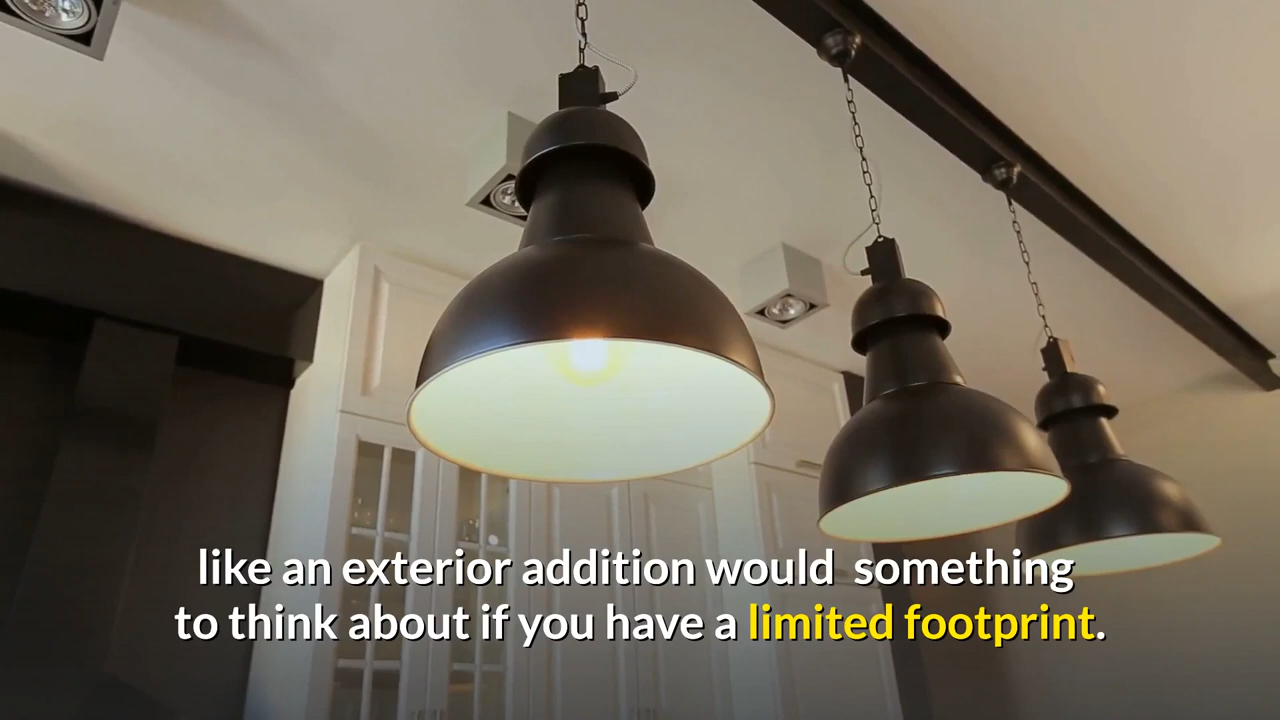 like an exterior addition would  something
to think about if you have a limited footprint.